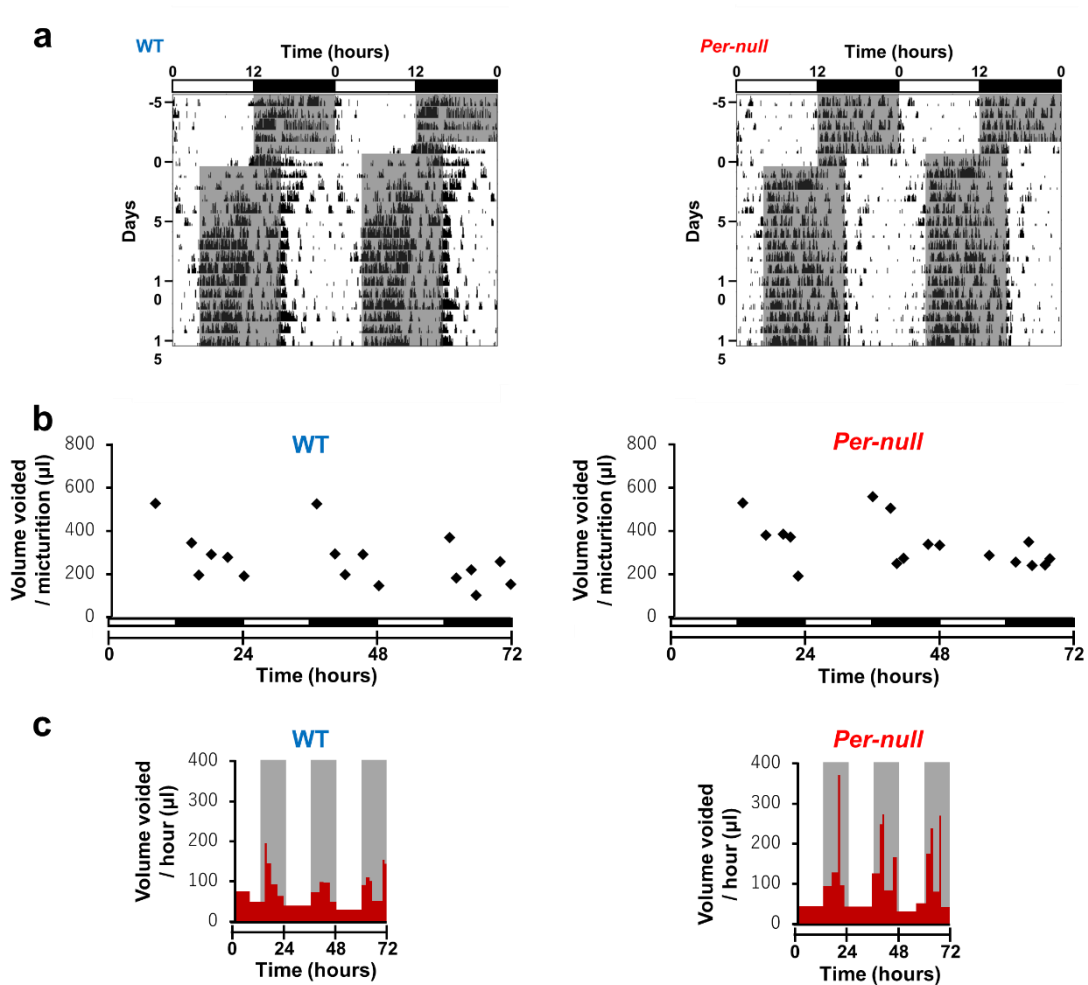 a
WT
Time (hours)
0 12 0 12 0
-5
0
5
1
0
1
5
Days
Per-null
Time (hours)
0 12 0 12 0
-5
0
5
1
0
1
5
Days
b
WT
800
600
400
200
0
Volume voided
/ micturition (µl)
0 24 48 72
Time (hours)
Per-null
800
600
400
200
0
Volume voided
/ micturition (µl)
0 24 48 72
Time (hours)
c
WT
400
300
200
100
0
Volume voided
/ hour (µl)
0 24 48 72
Time (hours)
Per-null
400
300
200
100
0
Volume voided
/ hour (µl)
0 24 48 72
Time (hours)